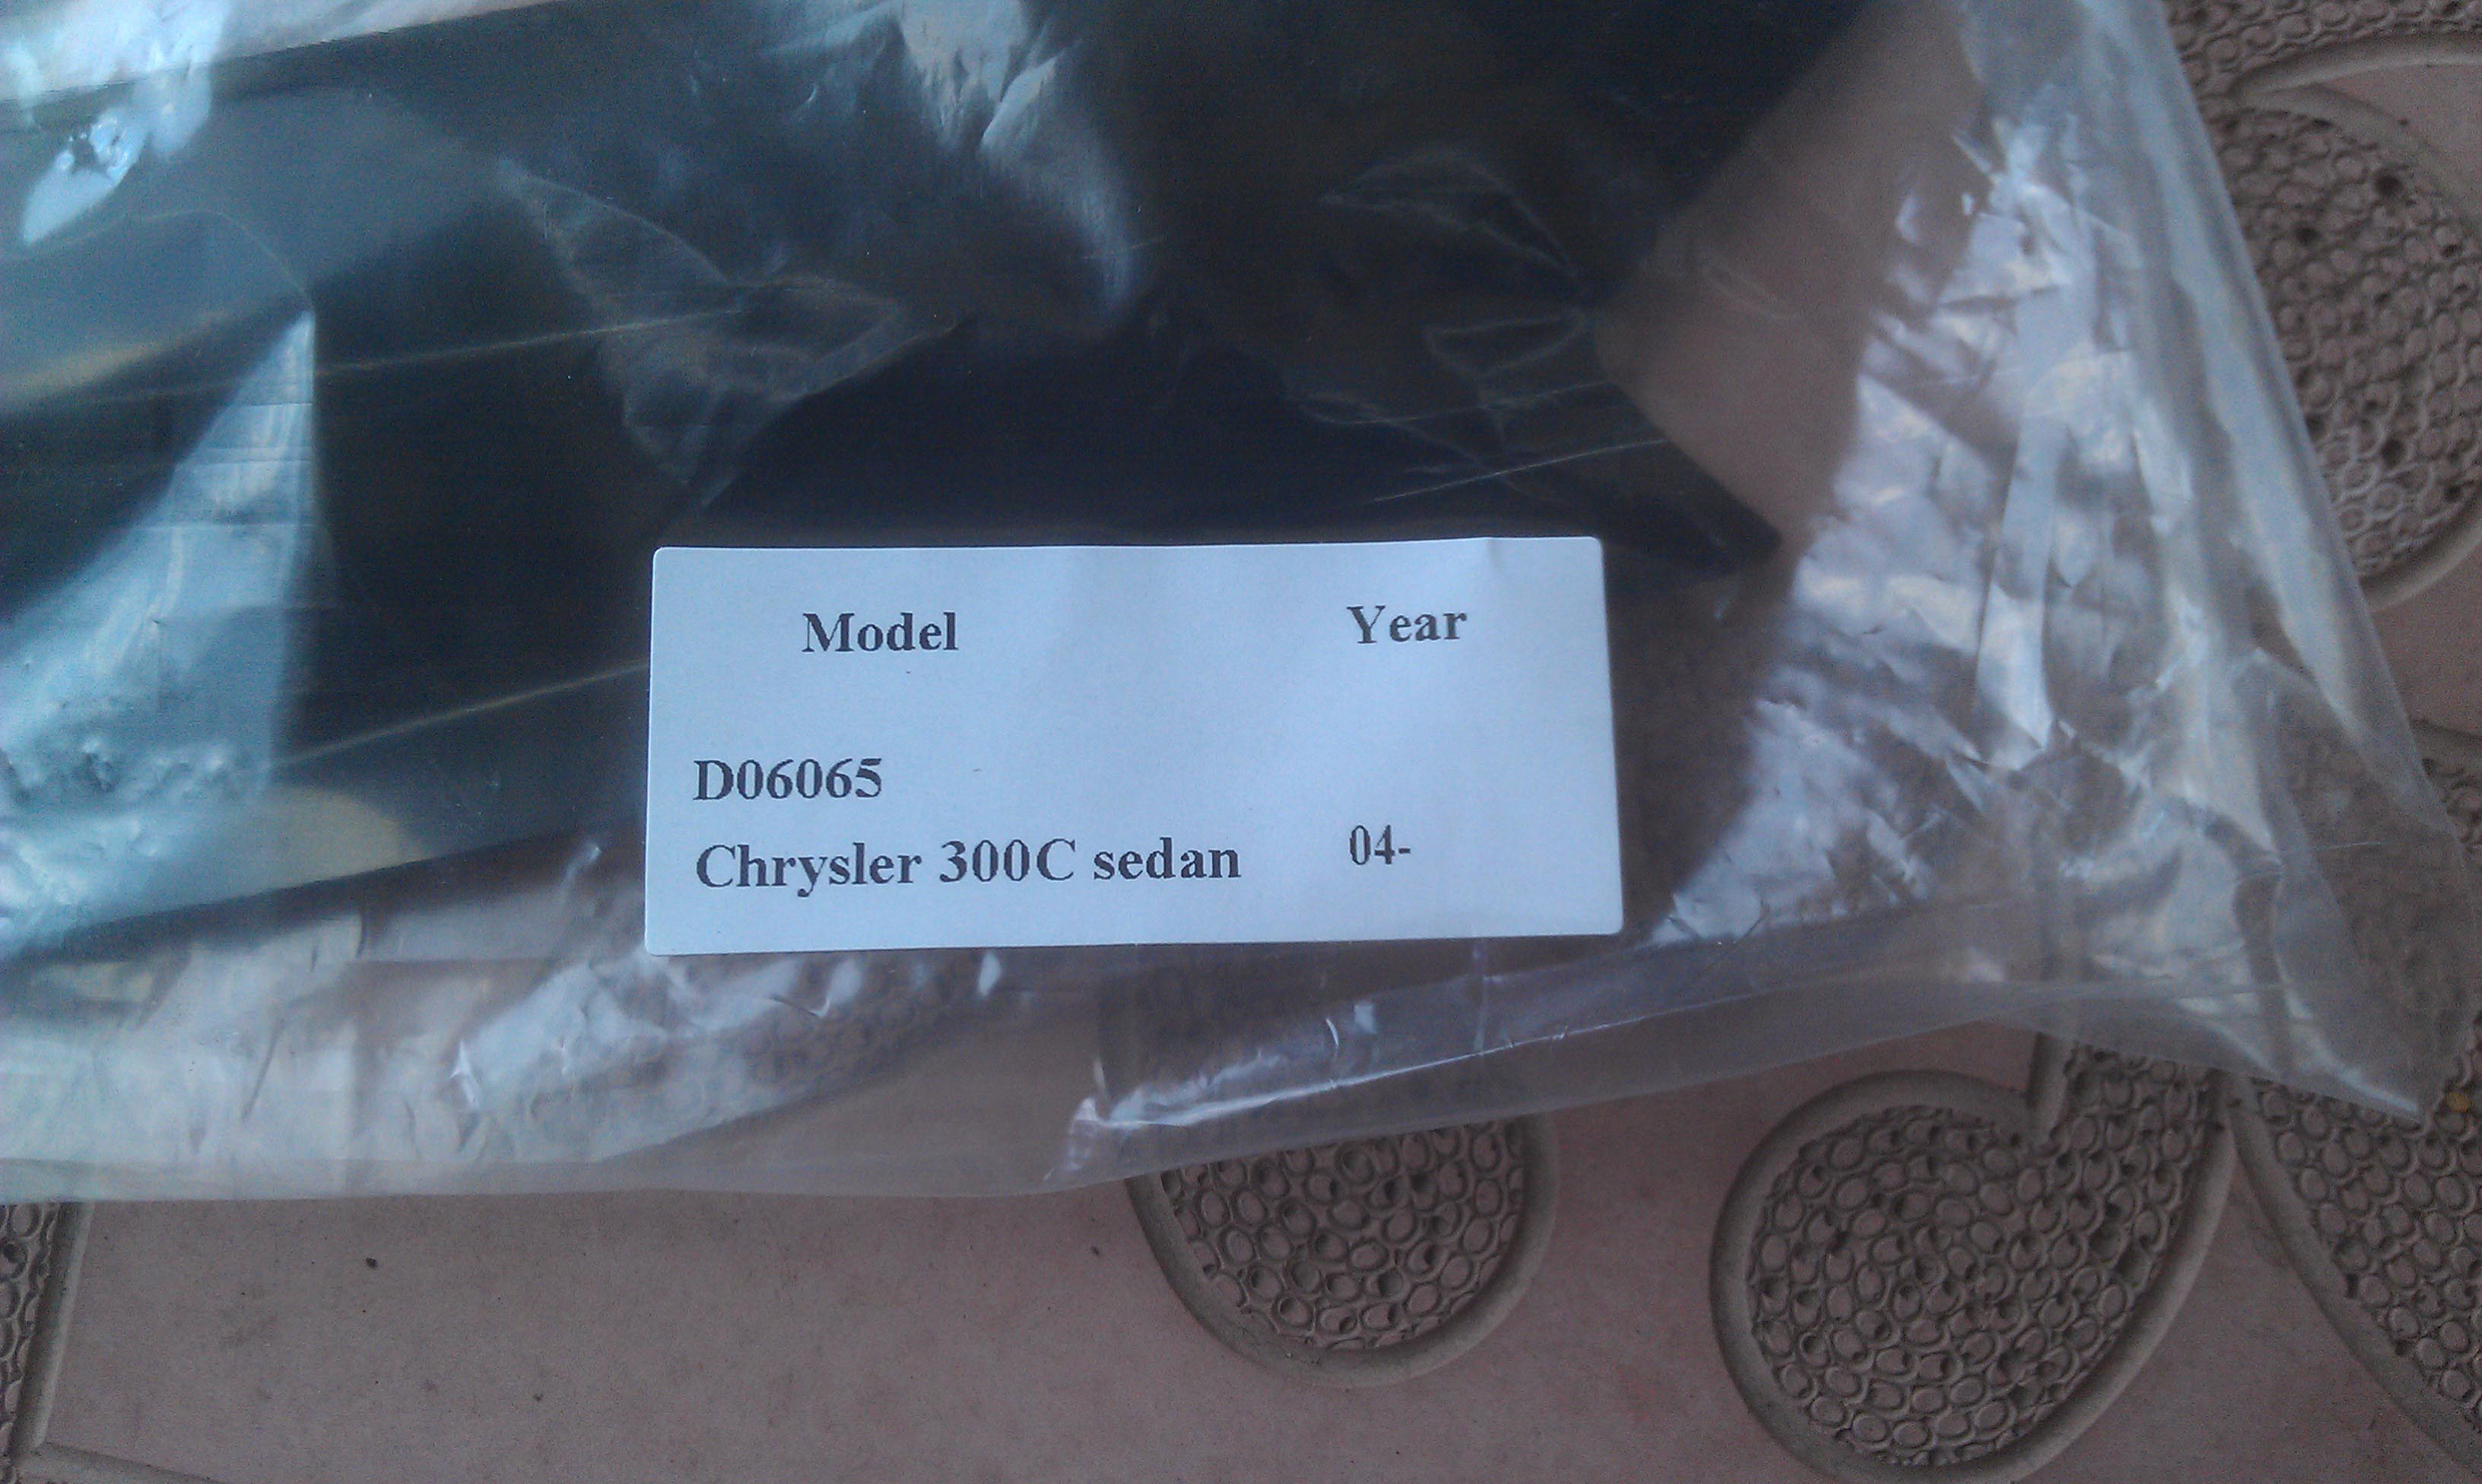 Model Year
D06065
Chrysler 300C sedan 04-